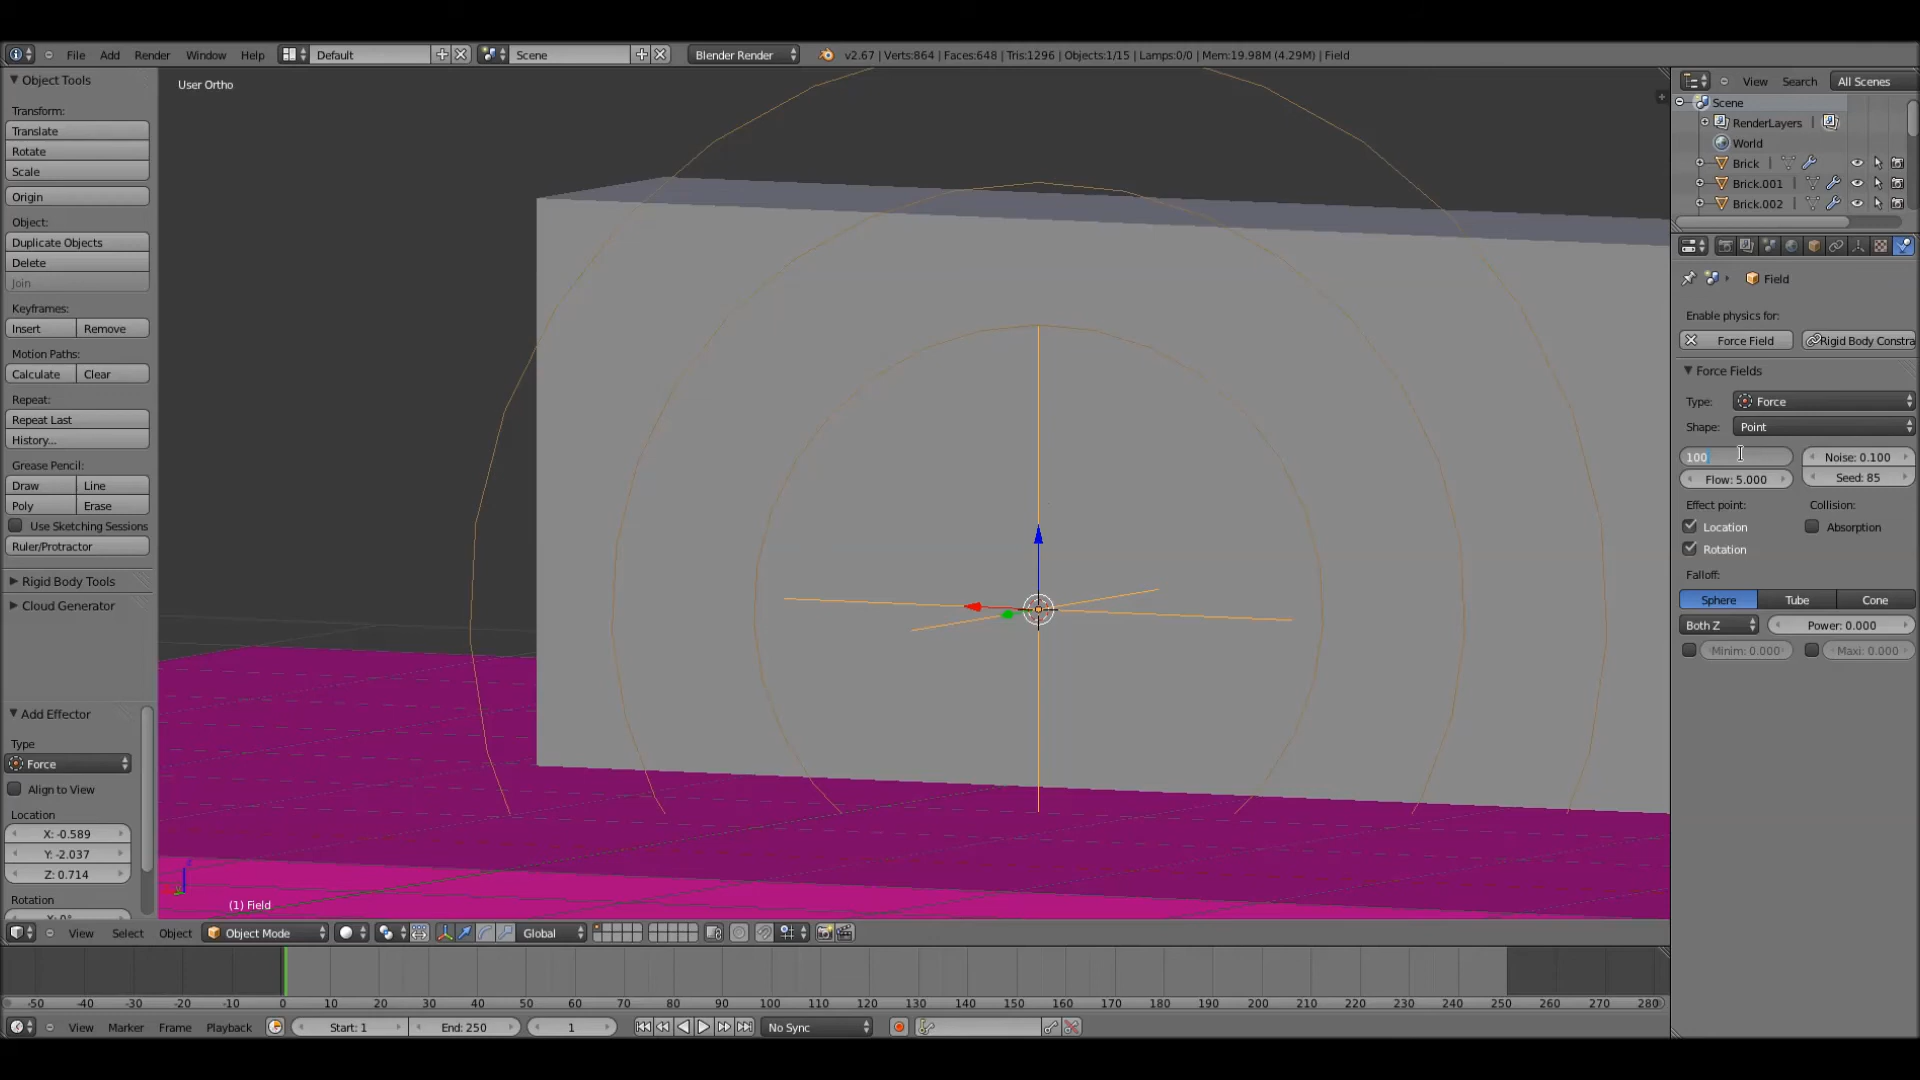 File Add Render Window Help Default Scene Blender Render v2.67 | Verts:864 | Faces:648 | Tris:1296 | Objects:1/15 | Lamps:0/0 | Mem:19.98M (4.29M) | Field
Object Tools
Transform:
Translate
Rotate
Scale
Origin
Object:
Duplicate Objects
Delete
Join
Keyframes:
Insert Remove
Motion Paths:
Calculate Clear
Repeat:
Repeat Last
History...
Grease Pencil:
Draw Line
Poly Erase
Use Sketching Sessions
Ruler/Protractor
Rigid Body Tools
Cloud Generator
Add Effector
Type
Force
Align to View
Location
X: -0.589
Y: -2.037
Z: 0.714
Rotation
X: 0°
User Ortho
(1) Field
View Select Object Object Mode Global
-50 -40 -30 -20 -10 0 10 20 30 40 50 60 70 80 90 100 110 120 130 140 150 160 170 180 190 200 210 220 230 240 250 260 270 280
View Marker Frame Playback Start: 1 End: 250 1 No Sync
View Search All Scenes
Scene
RenderLayers
World
Brick
Brick.001
Brick.002
Field
Enable physics for:
Force Field Rigid Body Constra
Force Fields
Type: Force
Shape: Point
100 Noise: 0.100
Flow: 5.000 Seed: 85
Effect point: Collision:
Location Absorption
Rotation
Falloff:
Sphere Tube Cone
Both Z Power: 0.000
Minim: 0.000 Maxi: 0.000